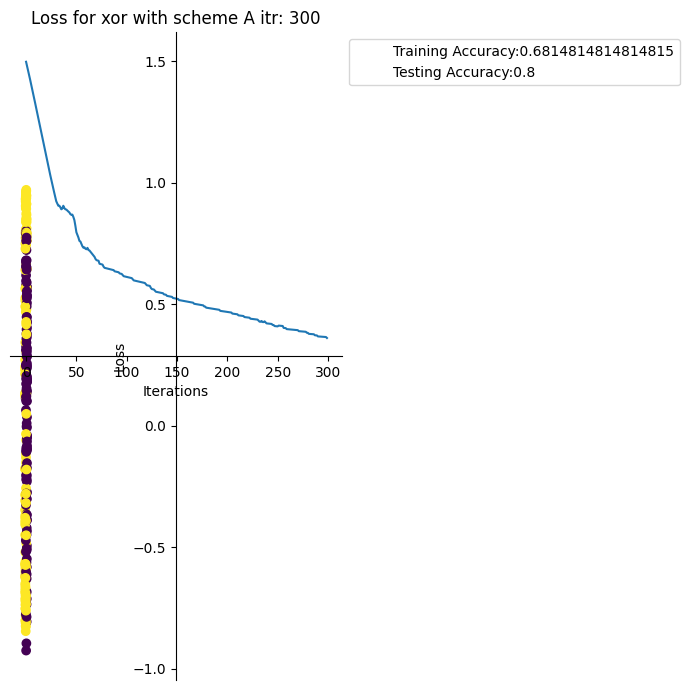 Loss for xor with scheme A itr: 300
Training Accuracy:0.6814814814814815
Testing Accuracy:0.8
1.5
1.0
0.5
Loss
50 100 150 200 250 300
Iterations
0.0
−0.5
−1.0